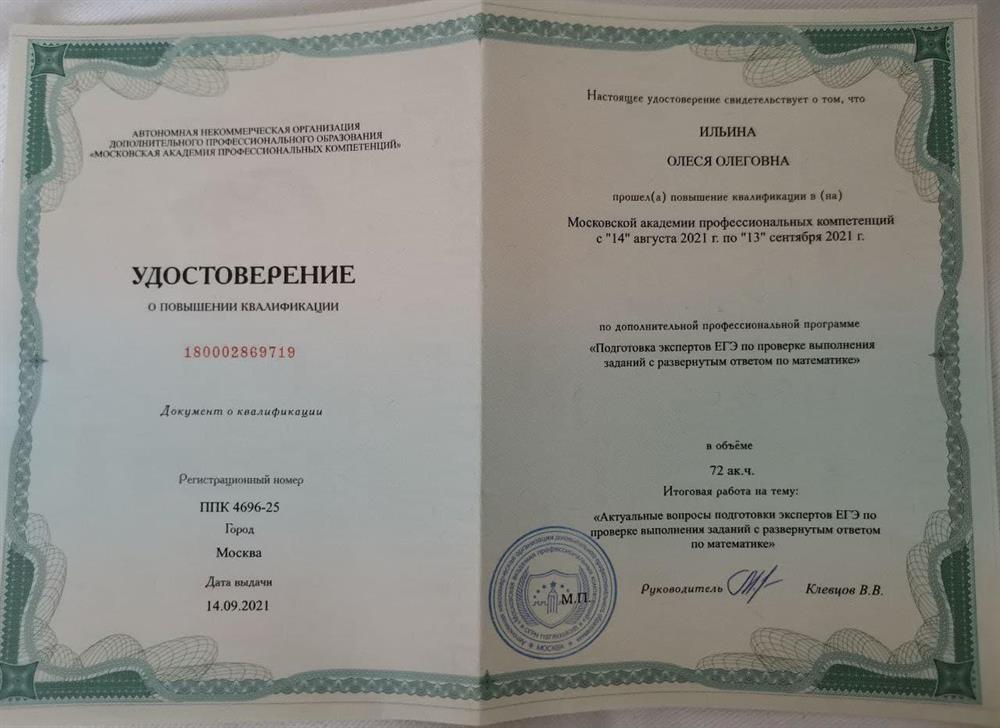 АВТОНОМНАЯ НЕКОММЕРЧЕСКАЯ ОРГАНИЗАЦИЯ
ДОПОЛНИТЕЛЬНОГО ПРОФЕССИОНАЛЬНОГО ОБРАЗОВАНИЯ
«МОСКОВСКАЯ АКАДЕМИЯ ПРОФЕССИОНАЛЬНЫХ КОМПЕТЕНЦИЙ»
УДОСТОВЕРЕНИЕ
О ПОВЫШЕНИИ КВАЛИФИКАЦИИ
180002869719
Документ о квалификации
Регистрационный номер
ППК 4696-25
Город
Москва
Дата выдачи
14.09.2021
Настоящее удостоверение свидетельствует о том, что
ИЛЬИНА
ОЛЕСЯ ОЛЕГОВНА
прошел(а) повышение квалификации в (на)
Московской академии профессиональных компетенций
с "14" августа 2021 г. по "13" сентября 2021 г.
по дополнительной профессиональной программе
«Подготовка экспертов ЕГЭ по проверке выполнения
заданий с развернутым ответом по математике»
в объёме
72 ак.ч.
Итоговая работа на тему:
«Актуальные вопросы подготовки экспертов ЕГЭ по
проверке выполнения заданий с развернутым ответом
по математике»
М.П.
Руководитель Клевцов В.В.
МОСКВА